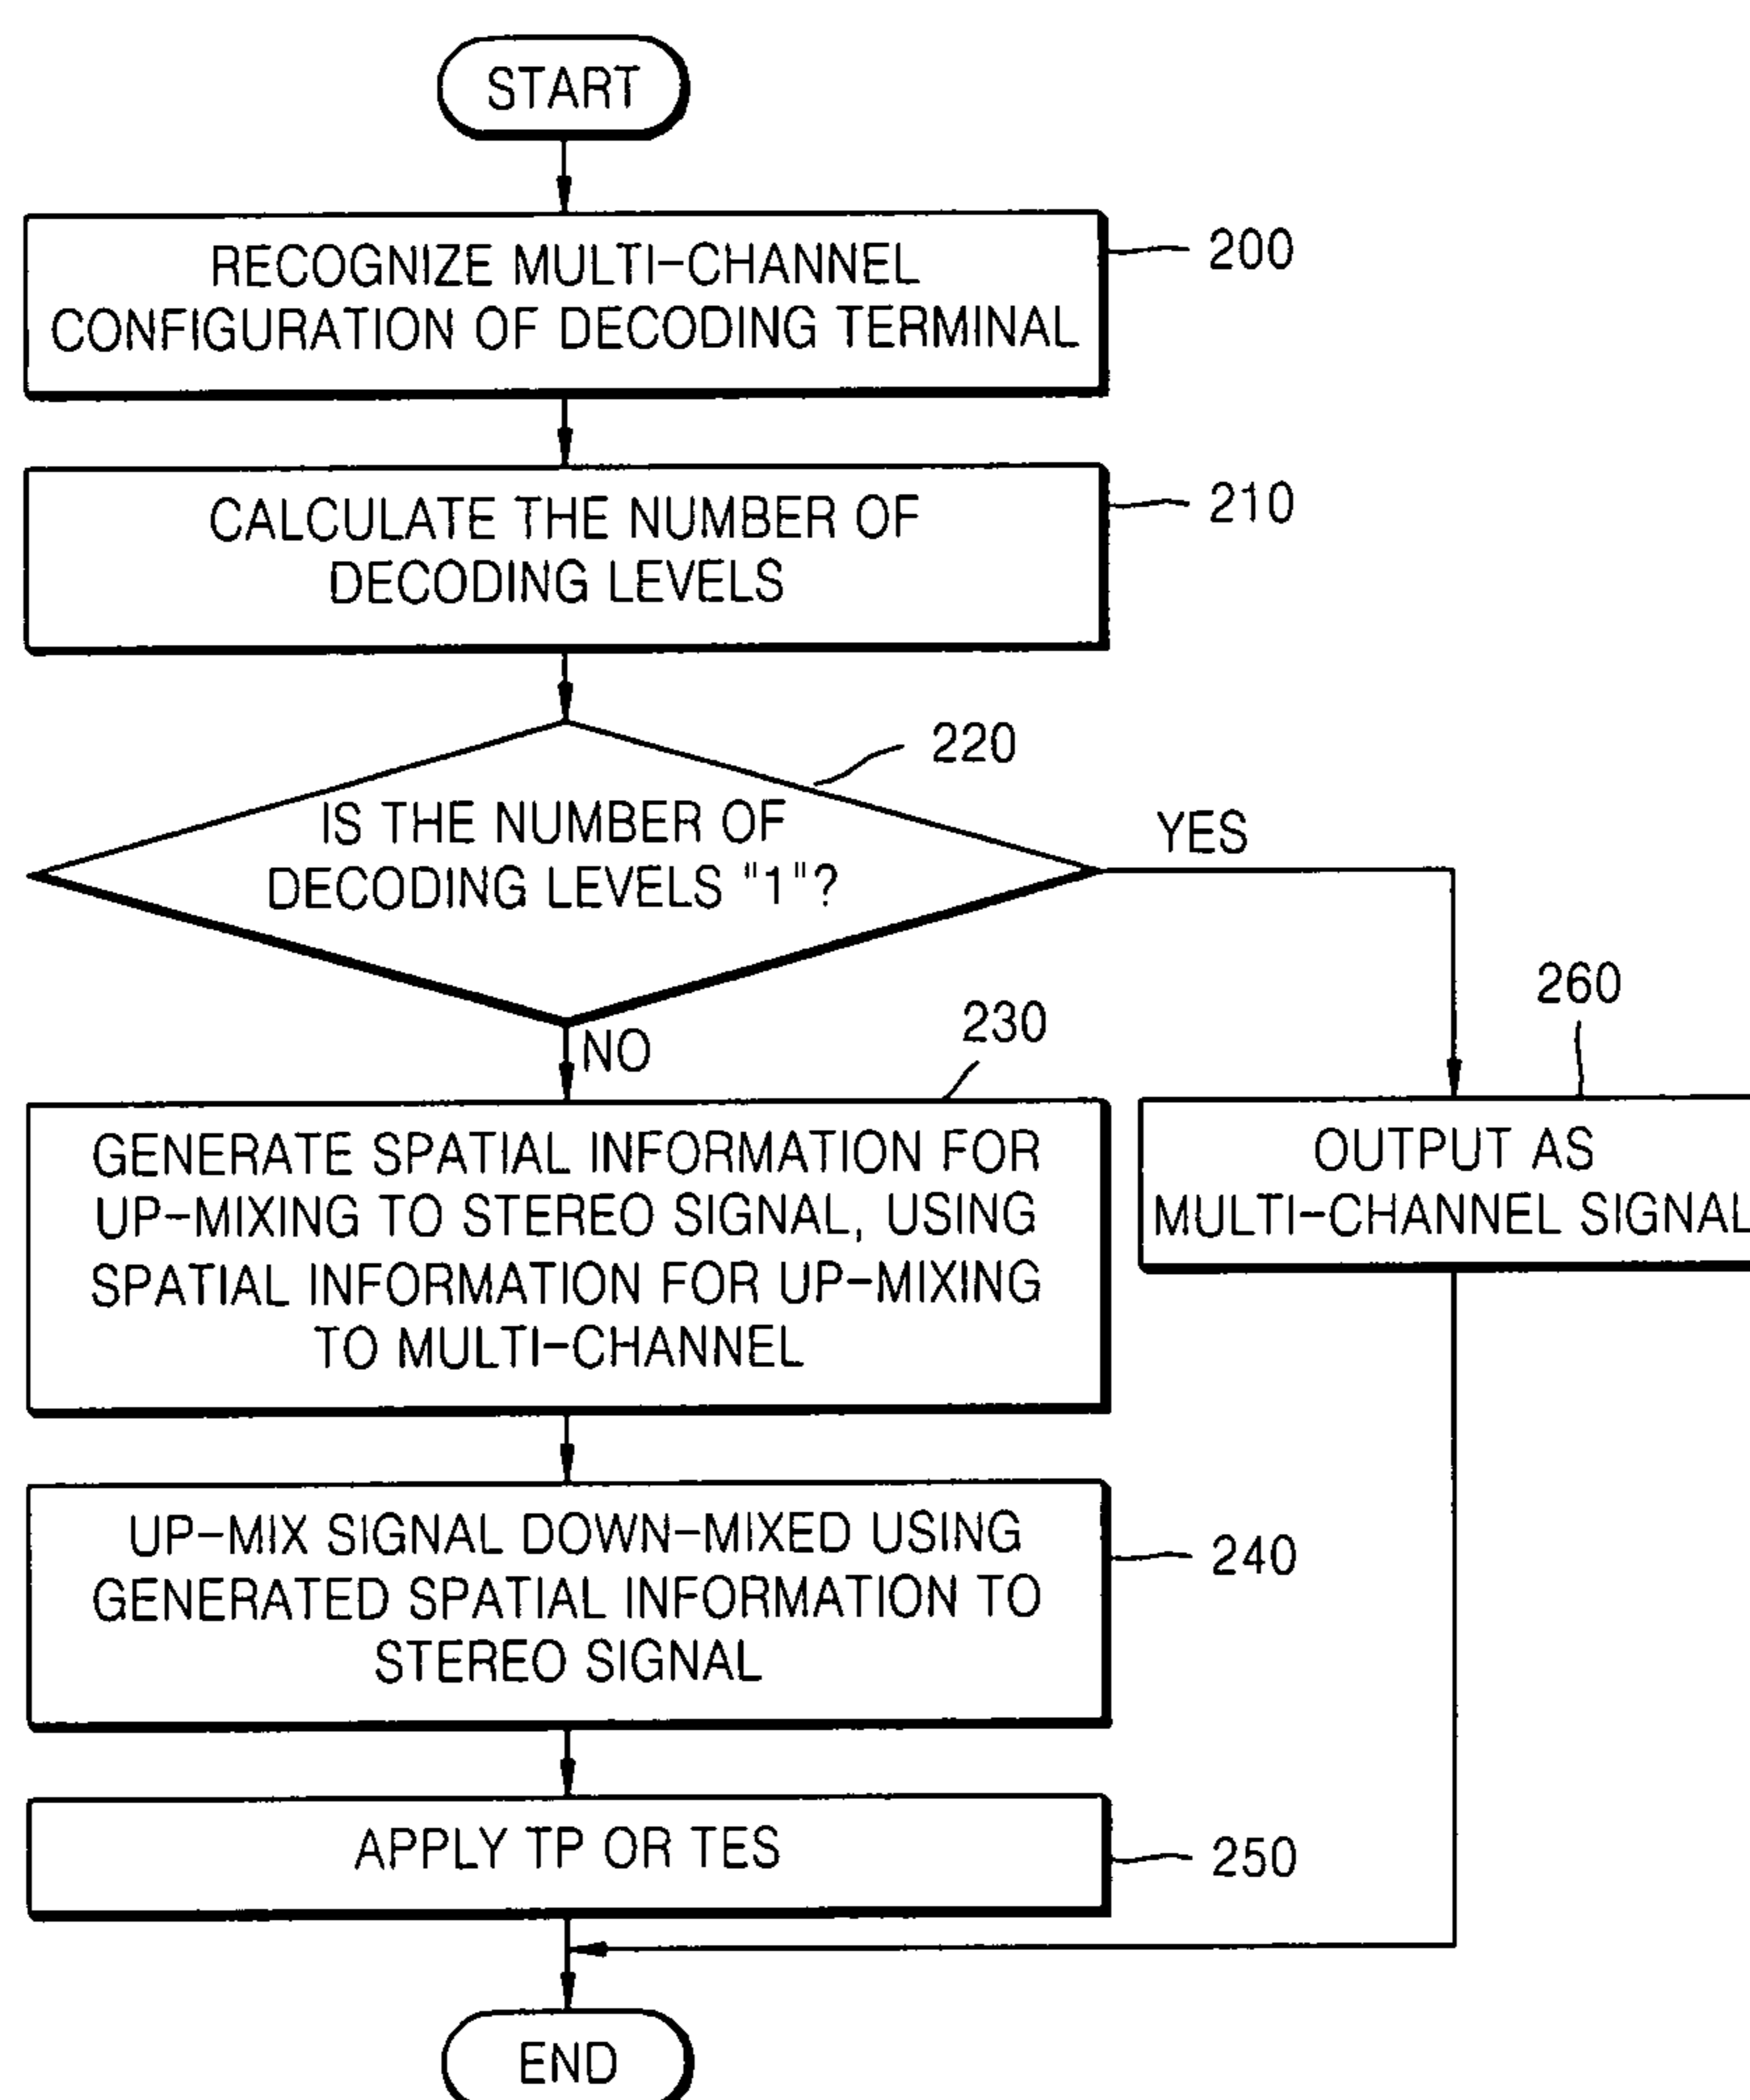 START
RECOGNIZE MULTI-CHANNEL
CONFIGURATION OF DECODING TERMINAL
200
CALCULATE THE NUMBER OF
DECODING LEVELS
210
220
IS THE NUMBER OF
DECODING LEVELS "1"?
YES
NO
230
GENERATE SPATIAL INFORMATION FOR
UP-MIXING TO STEREO SIGNAL, USING
SPATIAL INFORMATION FOR UP-MIXING
TO MULTI-CHANNEL
260
OUTPUT AS
MULTI-CHANNEL SIGNAL
UP-MIX SIGNAL DOWN-MIXED USING
GENERATED SPATIAL INFORMATION TO
STEREO SIGNAL
240
APPLY TP OR TES
250
END